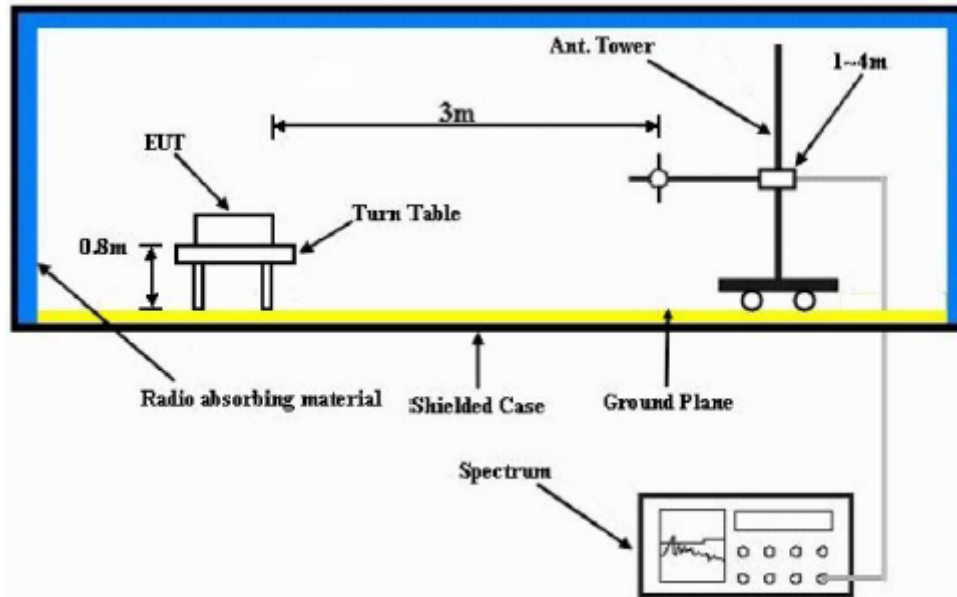 Ant. Tower
1~4m
3m
EUT
Turn Table
0.8m
Radio absorbing material
Shielded Case
Ground Plane
Spectrum